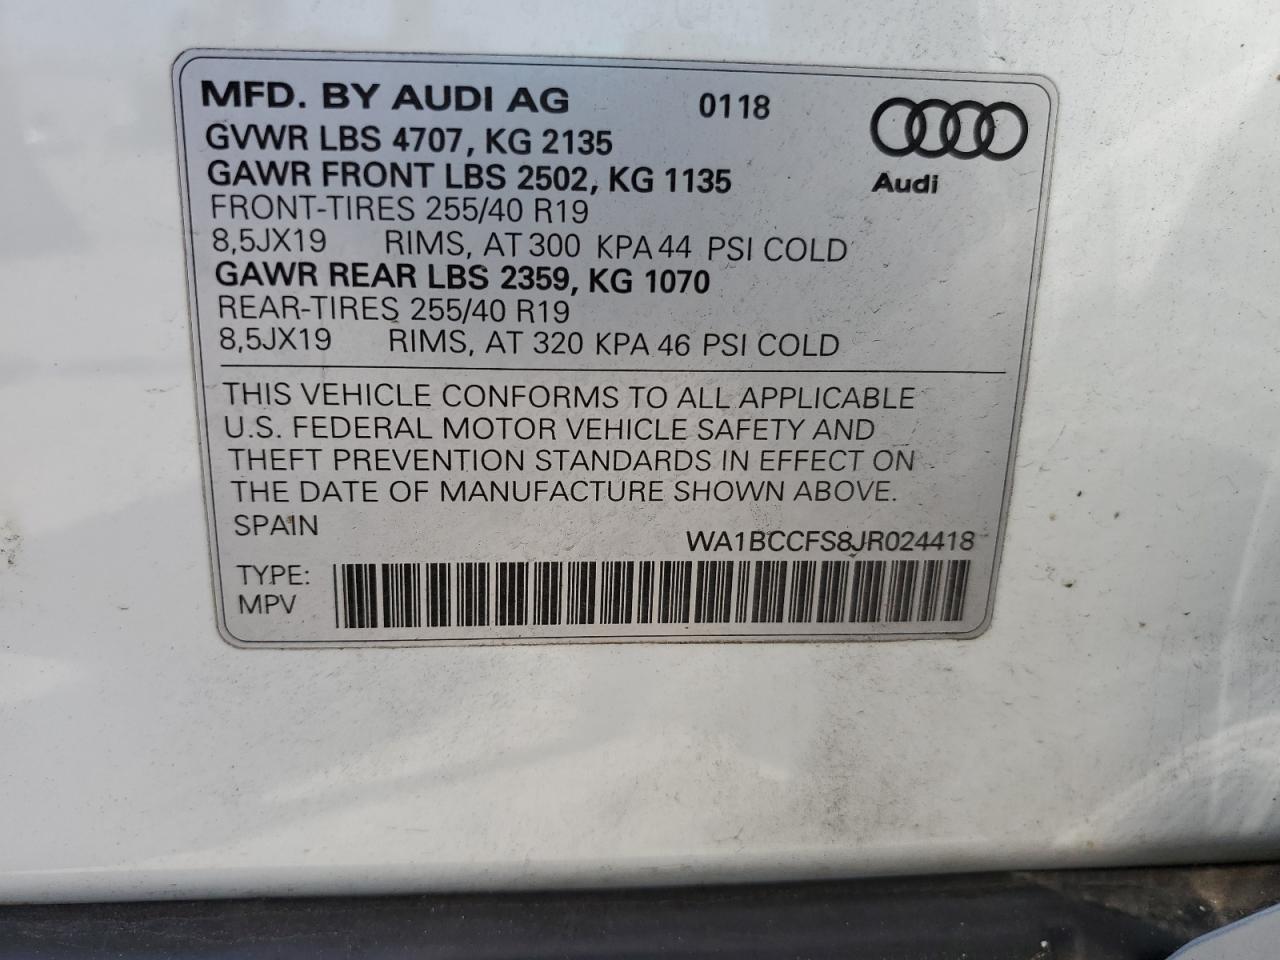 MFD. BY AUDI AG 0118
GVWR LBS 4707, KG 2135
GAWR FRONT LBS 2502, KG 1135
Audi
FRONT-TIRES 255/40 R19
8,5JX19 RIMS, AT 300 KPA 44 PSI COLD
GAWR REAR LBS 2359, KG 1070
REAR-TIRES 255/40 R19
8,5JX19 RIMS, AT 320 KPA 46 PSI COLD
THIS VEHICLE CONFORMS TO ALL APPLICABLE
U.S. FEDERAL MOTOR VEHICLE SAFETY AND
THEFT PREVENTION STANDARDS IN EFFECT ON
THE DATE OF MANUFACTURE SHOWN ABOVE.
SPAIN
WA1BCCFS8JR024418
TYPE:
MPV